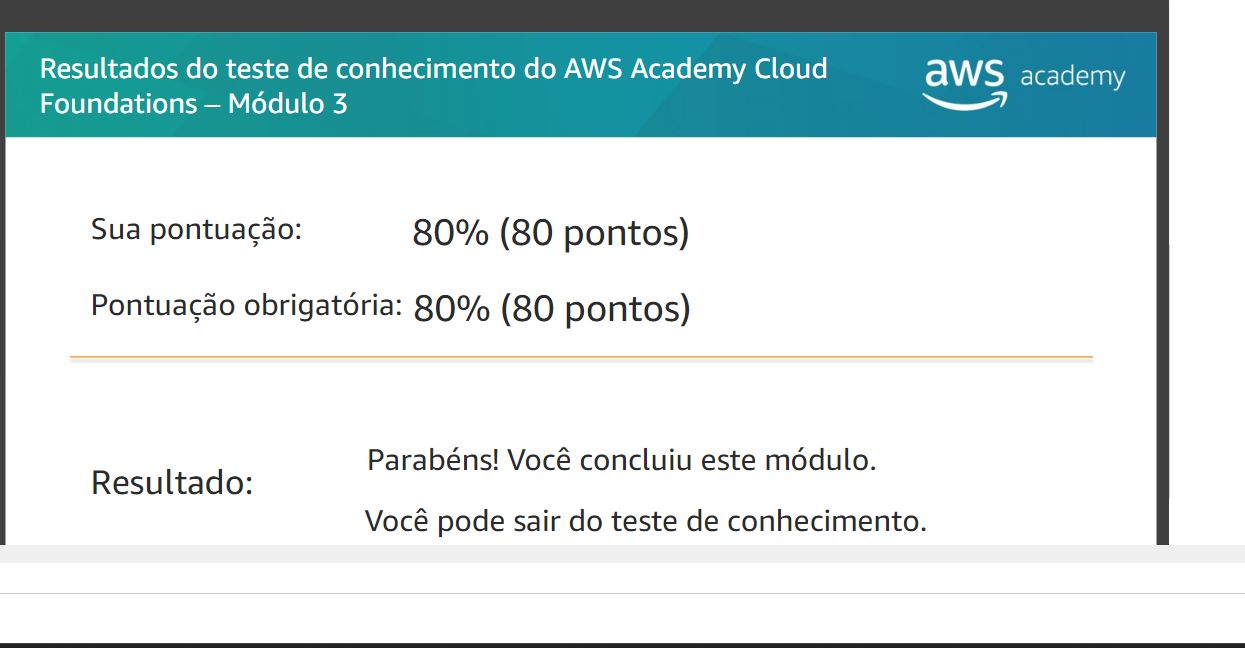 Resultados do teste de conhecimento do AWS Academy Cloud
Foundations – Módulo 3
aws academy
Sua pontuação: 80% (80 pontos)
Pontuação obrigatória: 80% (80 pontos)
Resultado:
Parabéns! Você concluiu este módulo.
Você pode sair do teste de conhecimento.